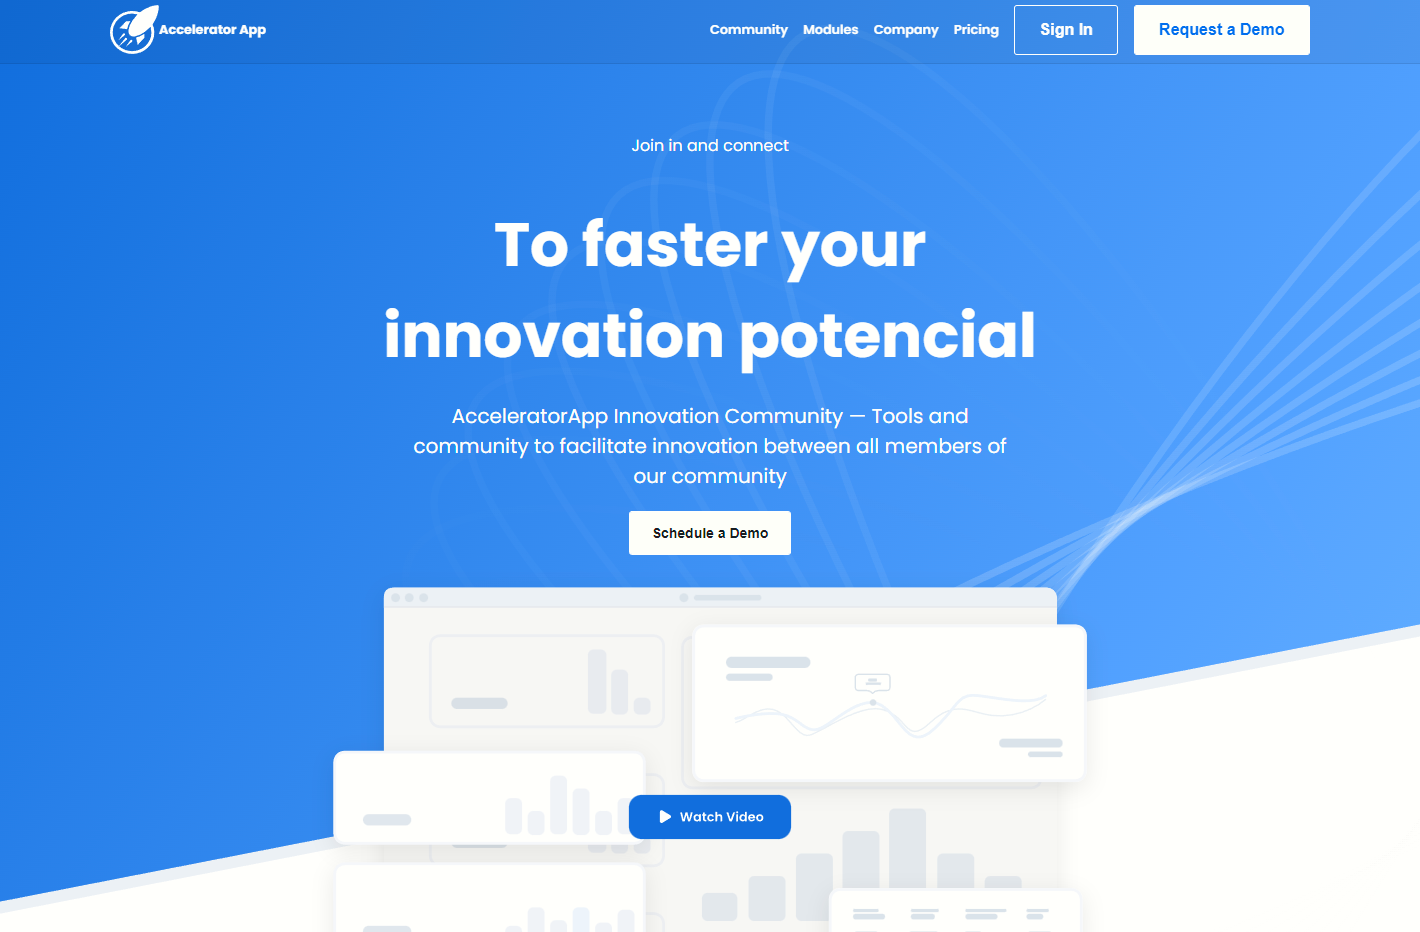 Accelerator App
Community Modules Company Pricing Sign In Request a Demo
Join in and connect
To faster your
innovation potencial
AcceleratorApp Innovation Community — Tools and
community to facilitate innovation between all members of
our community
Schedule a Demo
Watch Video